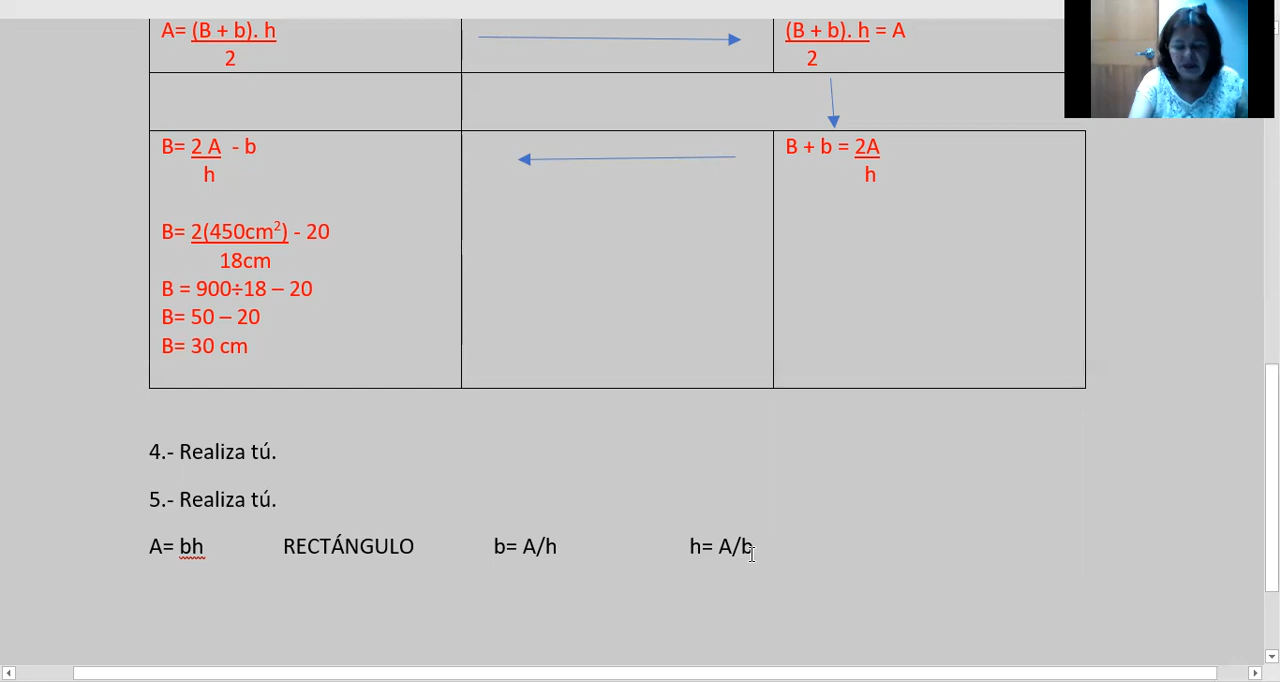 A= (B + b). h
2
(B + b). h = A
2
B= 2 A - b
h
B= 2(450cm²) - 20
18cm
B = 900÷18 – 20
B= 50 – 20
B= 30 cm
B + b = 2A
h
4.- Realiza tú.
5.- Realiza tú.
A= bh RECTÁNGULO b= A/h h= A/b